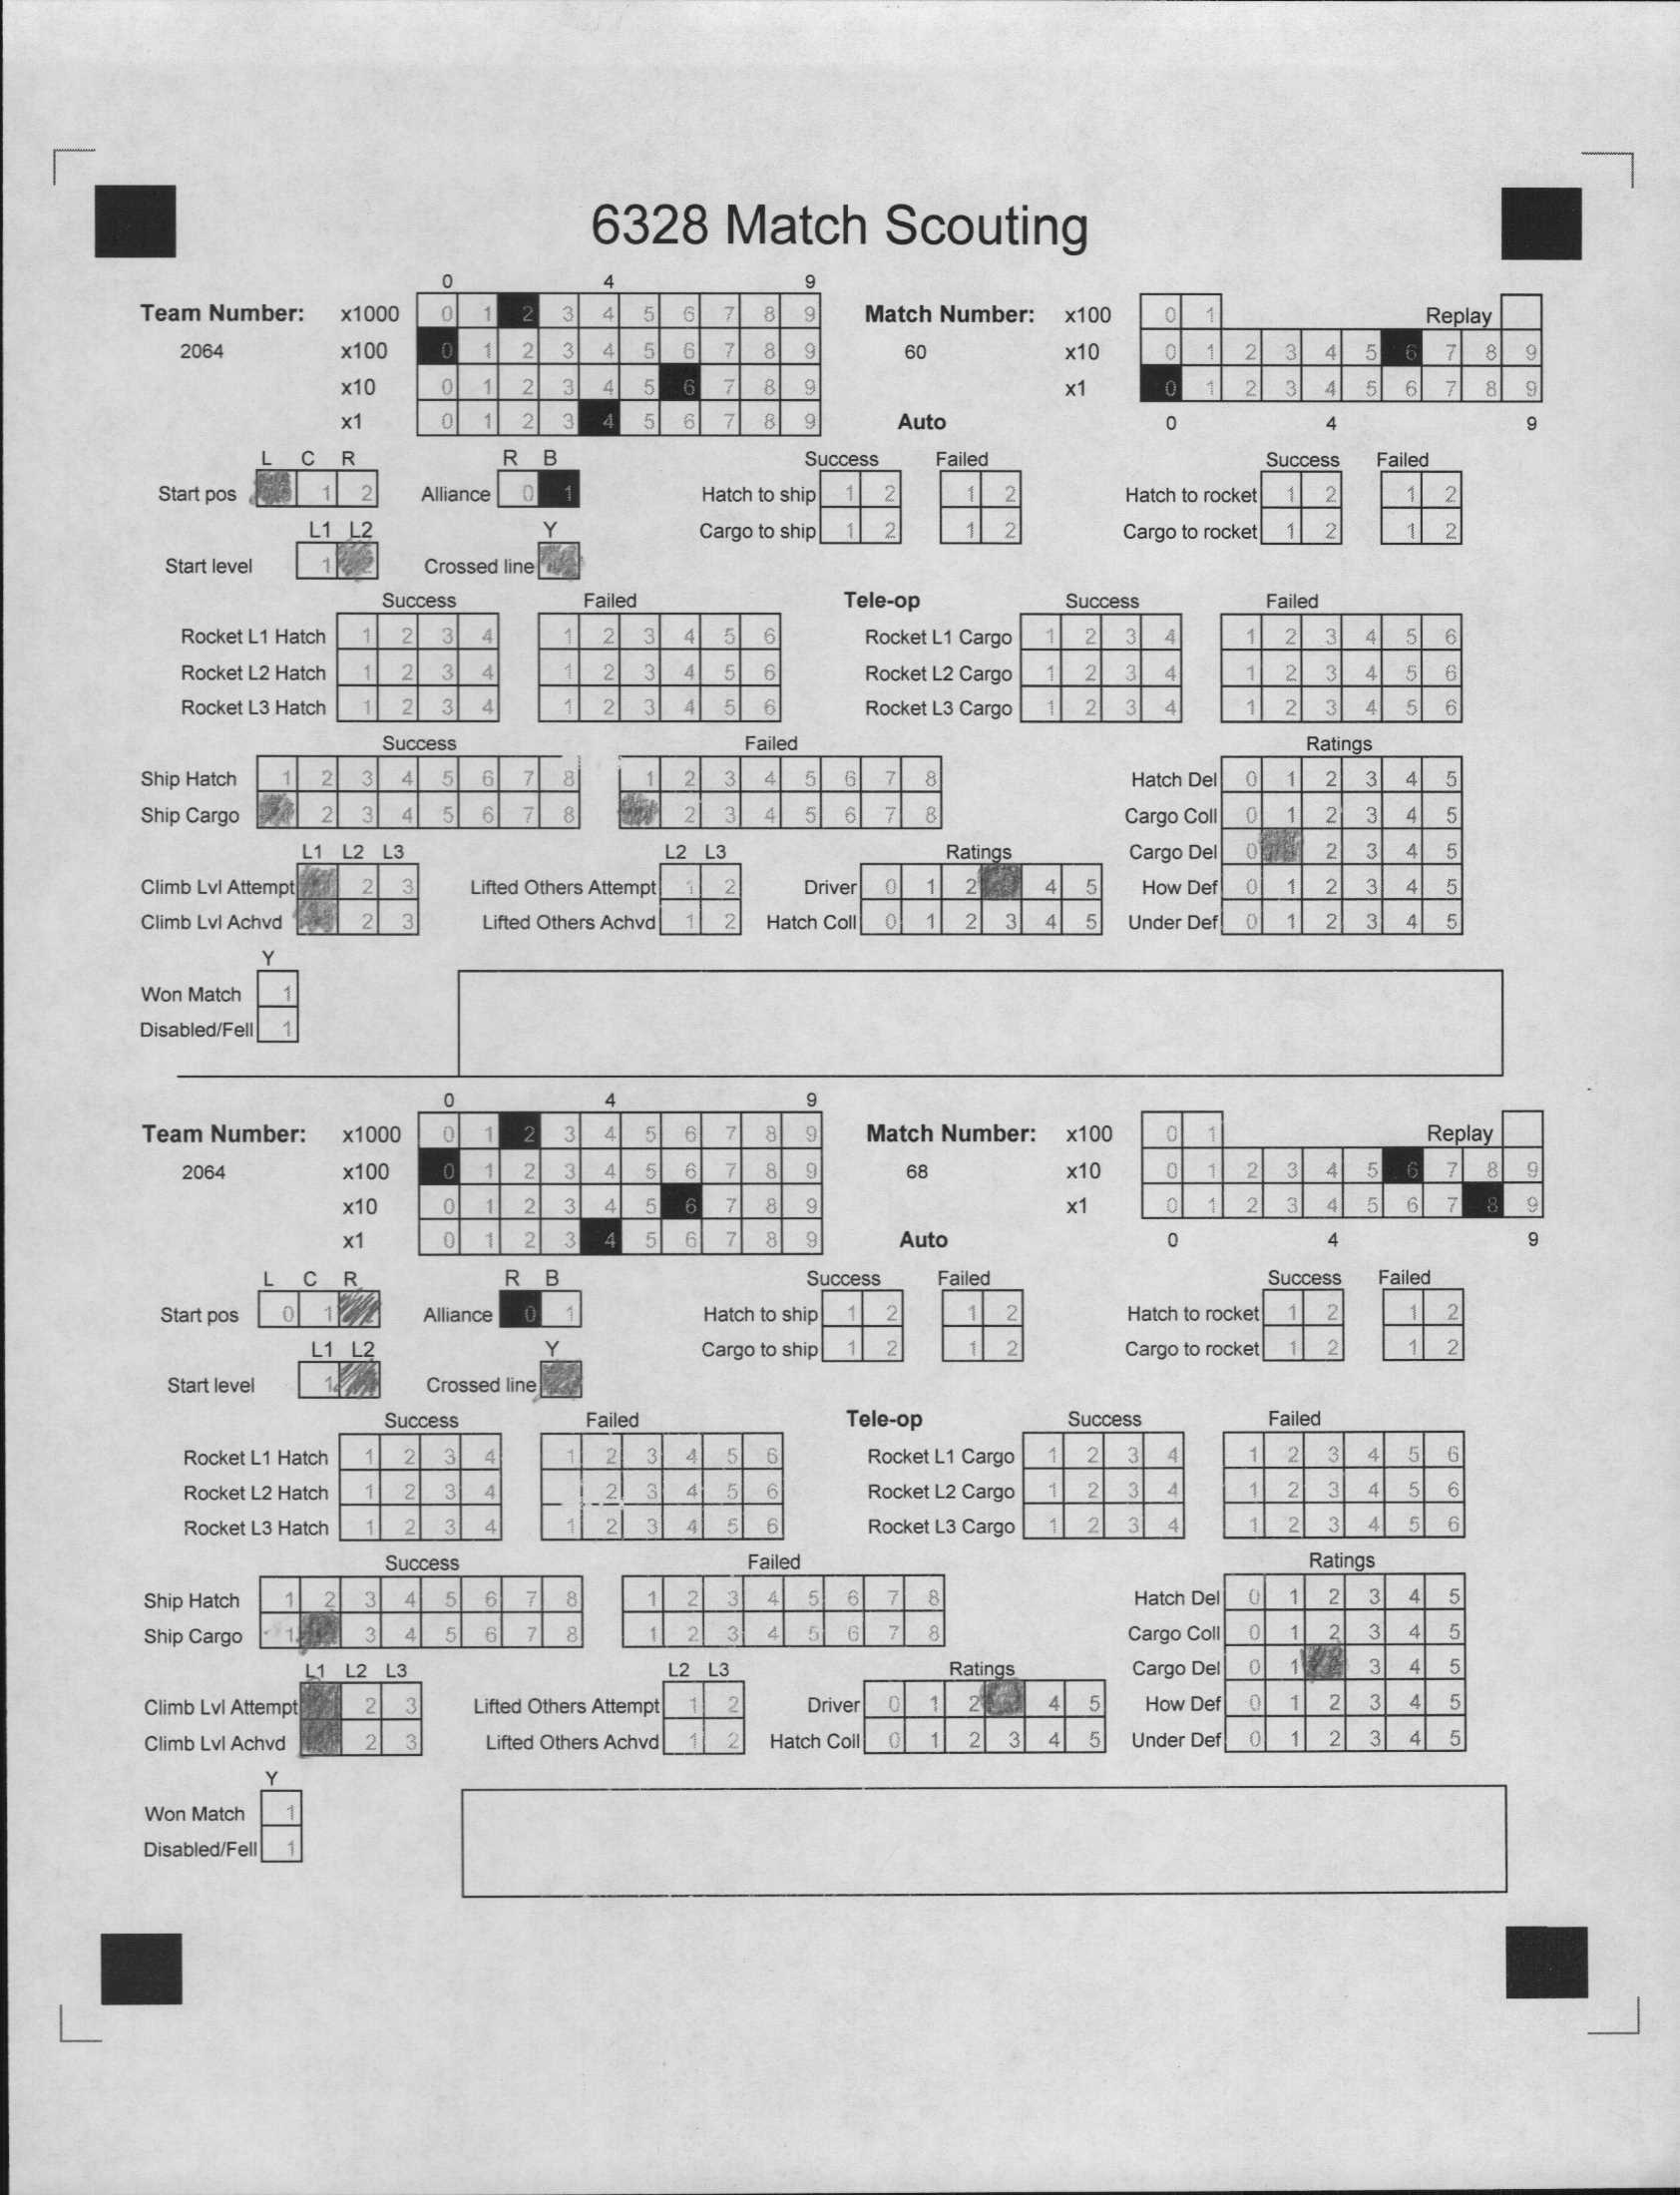 6328 Match Scouting
0 4 9
Team Number: x1000 0 1 2 3 4 5 6 7 8 9 Match Number: x100 0 1 Replay
2064 x100 0 1 2 3 4 5 6 7 8 9 60 x10 0 1 2 3 4 5 6 7 8 9
x10 0 1 2 3 4 5 6 7 8 9 x1 0 1 2 3 4 5 6 7 8 9
x1 0 1 2 3 4 5 6 7 8 9 Auto 0 4 9
L C R R B Success Failed Success Failed
Start pos 1 2 Alliance 0 1 Hatch to ship 1 2 1 2 Hatch to rocket 1 2 1 2
L1 L2 Y Cargo to ship 1 2 1 2 Cargo to rocket 1 2 1 2
Start level 1 Crossed line
Success Failed Tele-op Success Failed
Rocket L1 Hatch 1 2 3 4 1 2 3 4 5 6 Rocket L1 Cargo 1 2 3 4 1 2 3 4 5 6
Rocket L2 Hatch 1 2 3 4 1 2 3 4 5 6 Rocket L2 Cargo 1 2 3 4 1 2 3 4 5 6
Rocket L3 Hatch 1 2 3 4 1 2 3 4 5 6 Rocket L3 Cargo 1 2 3 4 1 2 3 4 5 6
Success Failed Ratings
Ship Hatch 1 2 3 4 5 6 7 8 1 2 3 4 5 6 7 8 Hatch Del 0 1 2 3 4 5
Ship Cargo 2 3 4 5 6 7 8 2 3 4 5 6 7 8 Cargo Coll 0 1 2 3 4 5
L1 L2 L3 L2 L3 Ratings Cargo Del 0 2 3 4 5
Climb Lvl Attempt 2 3 Lifted Others Attempt 1 2 Driver 0 1 2 4 5 How Def 0 1 2 3 4 5
Climb Lvl Achvd 2 3 Lifted Others Achvd 1 2 Hatch Coll 0 1 2 3 4 5 Under Def 0 1 2 3 4 5
Y
Won Match 1
Disabled/Fell 1
0 4 9
Team Number: x1000 0 1 2 3 4 5 6 7 8 9 Match Number: x100 0 1 Replay
2064 x100 0 1 2 3 4 5 6 7 8 9 68 x10 0 1 2 3 4 5 6 7 8 9
x10 0 1 2 3 4 5 6 7 8 9 x1 0 1 2 3 4 5 6 7 8 9
x1 0 1 2 3 4 5 6 7 8 9 Auto 0 4 9
L C R R B Success Failed Success Failed
Start pos 0 1 Alliance 0 1 Hatch to ship 1 2 1 2 Hatch to rocket 1 2 1 2
L1 L2 Y Cargo to ship 1 2 1 2 Cargo to rocket 1 2 1 2
Start level 1 Crossed line
Success Failed Tele-op Success Failed
Rocket L1 Hatch 1 2 3 4 1 2 3 4 5 6 Rocket L1 Cargo 1 2 3 4 1 2 3 4 5 6
Rocket L2 Hatch 1 2 3 4 2 3 4 5 6 Rocket L2 Cargo 1 2 3 4 1 2 3 4 5 6
Rocket L3 Hatch 1 2 3 4 1 2 3 4 5 6 Rocket L3 Cargo 1 2 3 4 1 2 3 4 5 6
Success Failed Ratings
Ship Hatch 1 2 3 4 5 6 7 8 1 2 3 4 5 6 7 8 Hatch Del 0 1 2 3 4 5
Ship Cargo 1 3 4 5 6 7 8 1 2 3 4 5 6 7 8 Cargo Coll 0 1 2 3 4 5
L1 L2 L3 L2 L3 Ratings Cargo Del 0 1 3 4 5
Climb Lvl Attempt 2 3 Lifted Others Attempt 1 2 Driver 0 1 2 4 5 How Def 0 1 2 3 4 5
Climb Lvl Achvd 2 3 Lifted Others Achvd 1 2 Hatch Coll 0 1 2 3 4 5 Under Def 0 1 2 3 4 5
Y
Won Match 1
Disabled/Fell 1